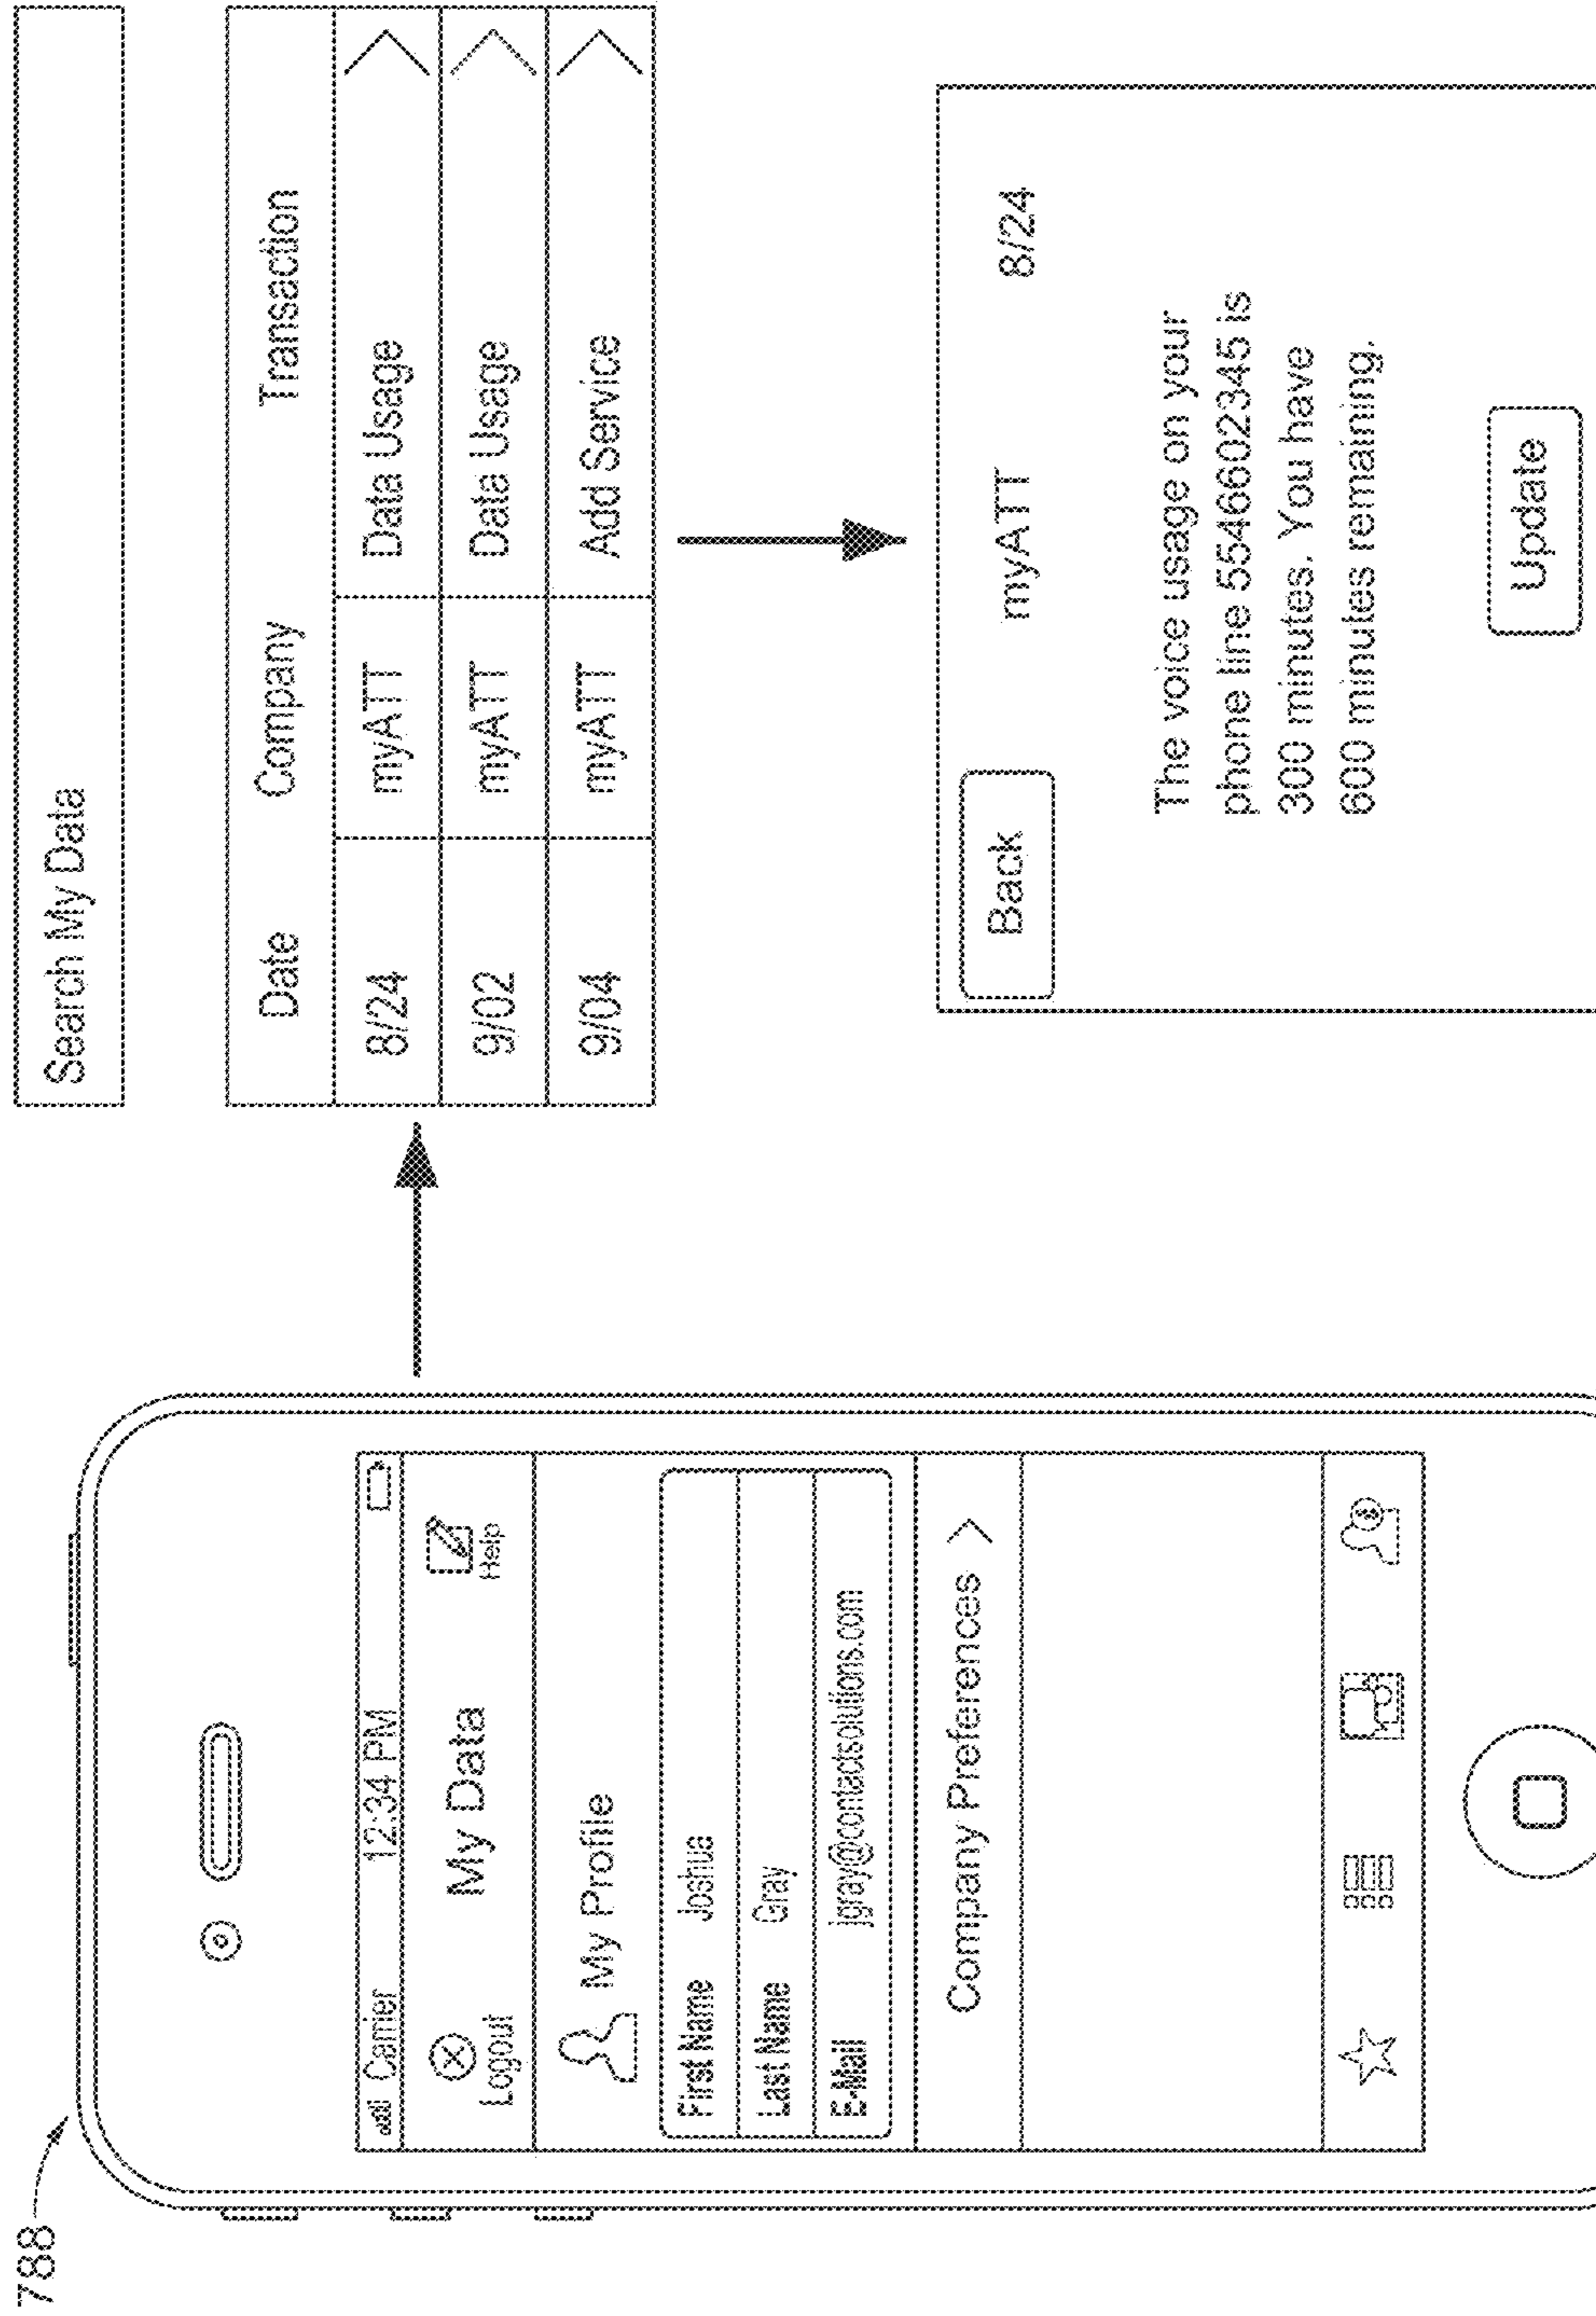 788
Carrier 12:34 PM
Logout My Data Help
My Profile
First Name Joshua
Last Name Gray
E-Mail jgray@contactsolutions.com
Company Preferences
Search My Data
Date Company Transaction
8/24 myATT Data Usage
9/02 myATT Data Usage
9/04 myATT Add Service
Back myATT 8/24
The voice usage on your
phone line 5546602345 is
300 minutes. You have
600 minutes remaining.
Update